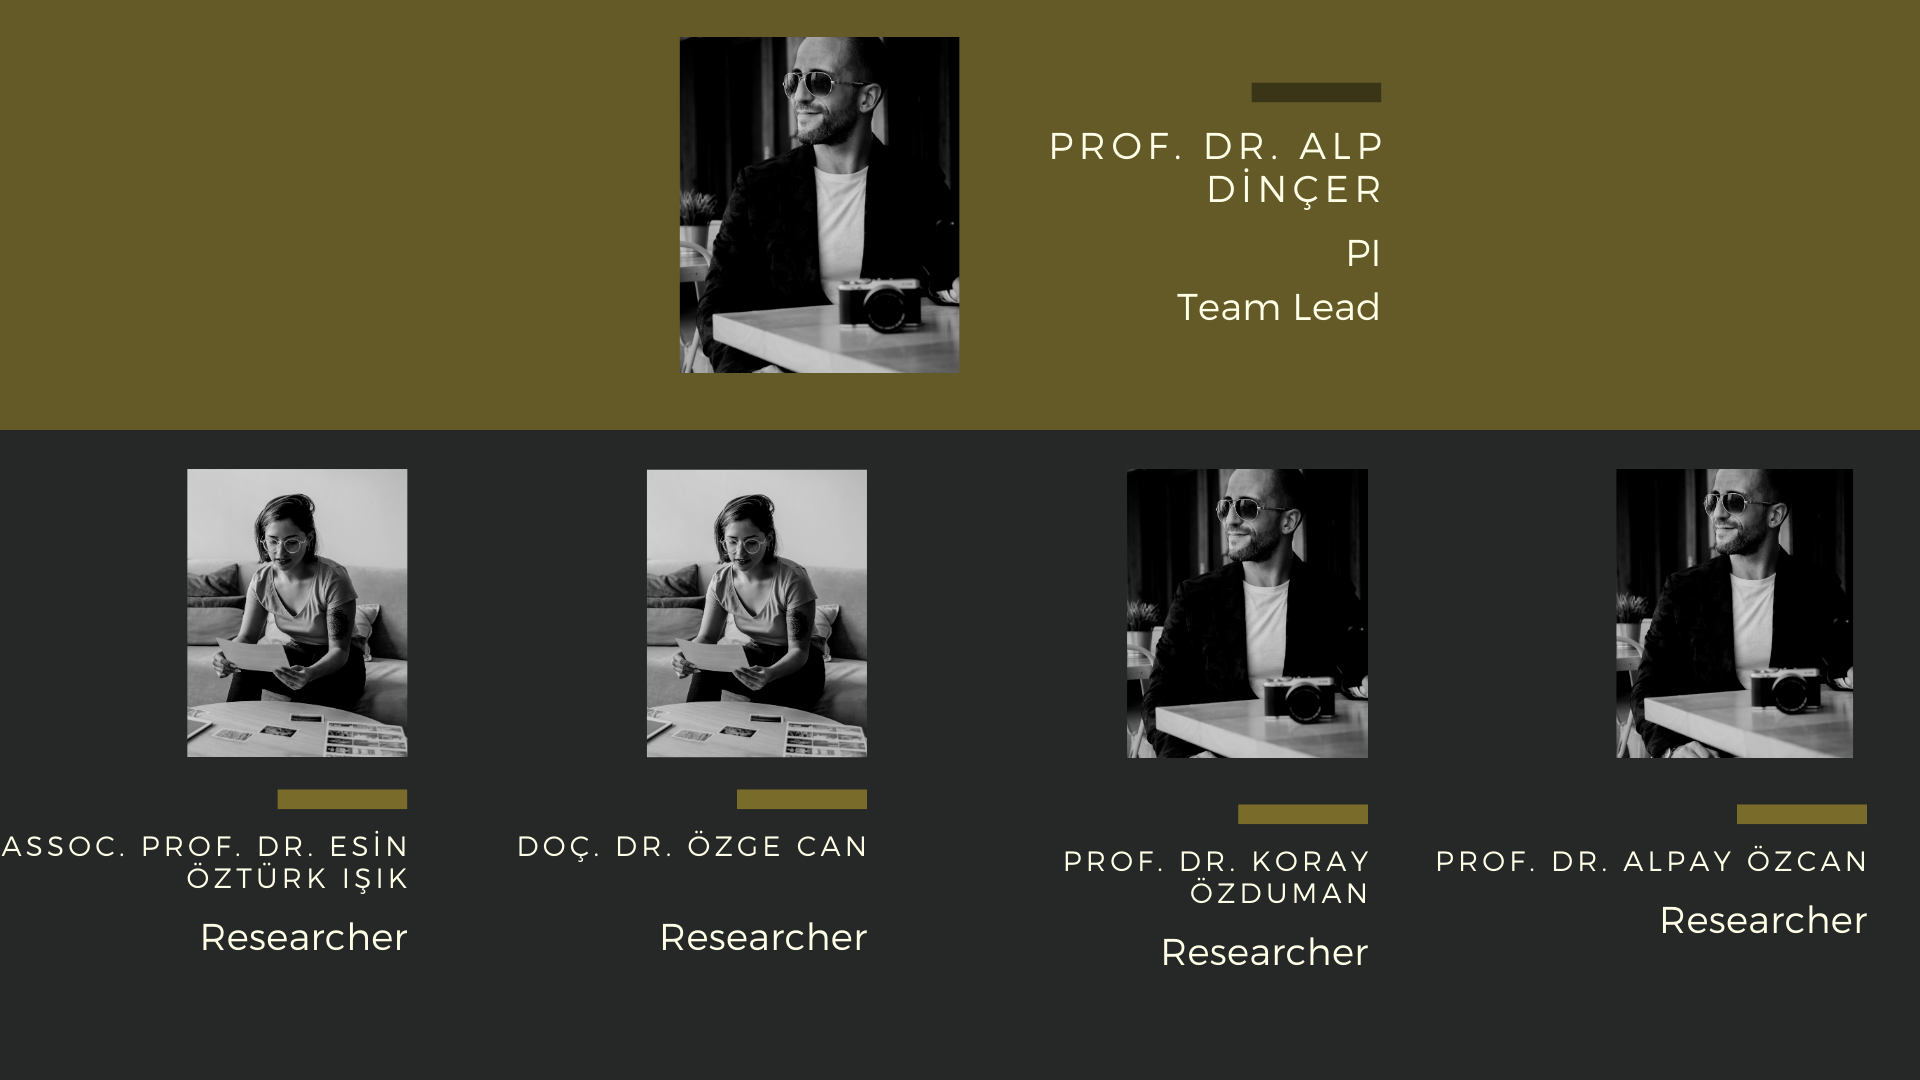 PROF. DR. ALP
DİNÇER
PI
Team Lead
ASSOC. PROF. DR. ESİN
ÖZTÜRK IŞIK
Researcher
DOÇ. DR. ÖZGE CAN
Researcher
PROF. DR. KORAY
ÖZDUMAN
Researcher
PROF. DR. ALPAY ÖZCAN
Researcher